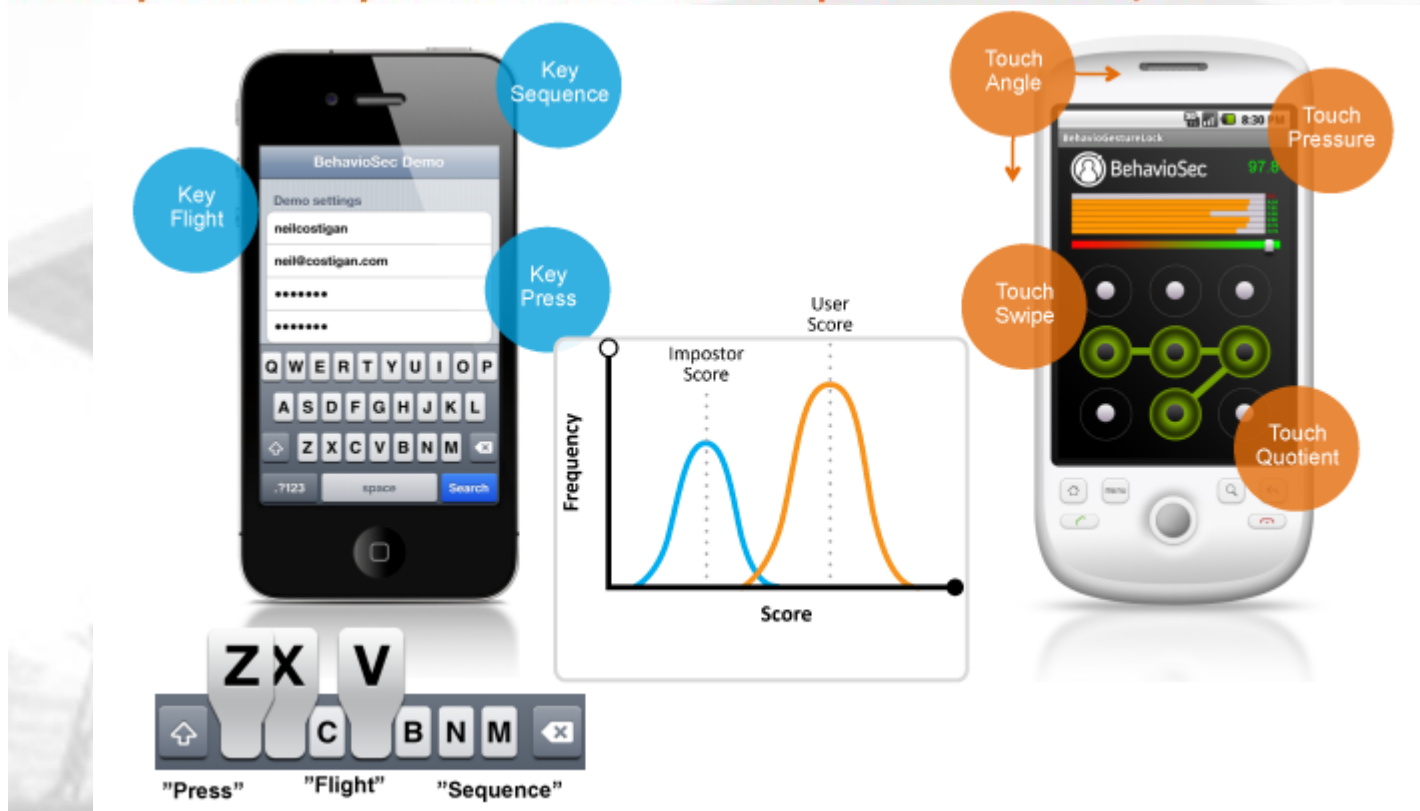 Key
Sequence
Key
Flight
BehavioSec Demo
Demo settings
neilcostigan
neil@costigan.com
Key
Press
Q W E R T Y U I O P
A S D F G H J K L
Z X C V B N M
.?123 space Search
Z X V
C B N M
"Press" "Flight" "Sequence"
Impostor
Score
User
Score
Frequency
Score
Touch
Angle
Touch
Pressure
8:30 PM
BehavioGestureLock
BehavioSec 97.8
Touch
Swipe
Touch
Quotient
menu